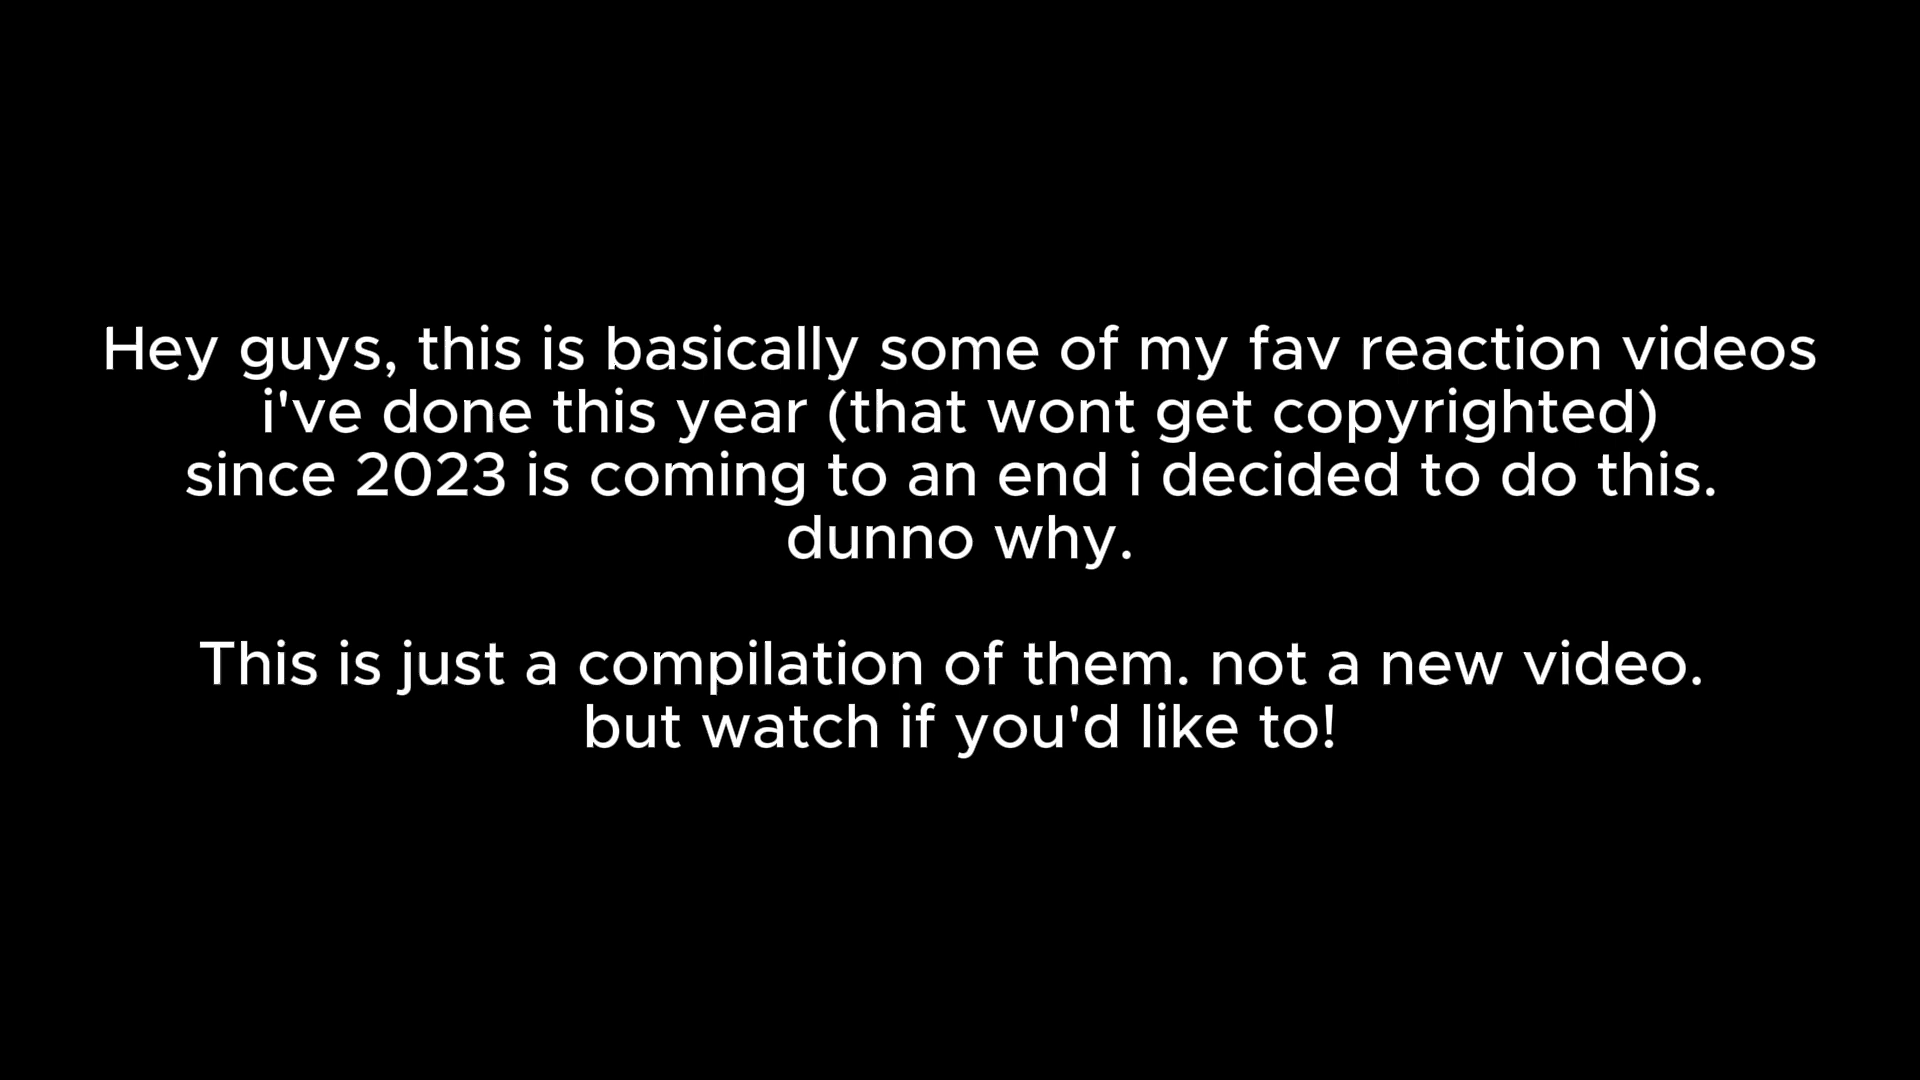 Hey guys, this is basically some of my fav reaction videos
i've done this year (that wont get copyrighted)
since 2023 is coming to an end i decided to do this.
dunno why.
This is just a compilation of them. not a new video.
but watch if you'd like to!